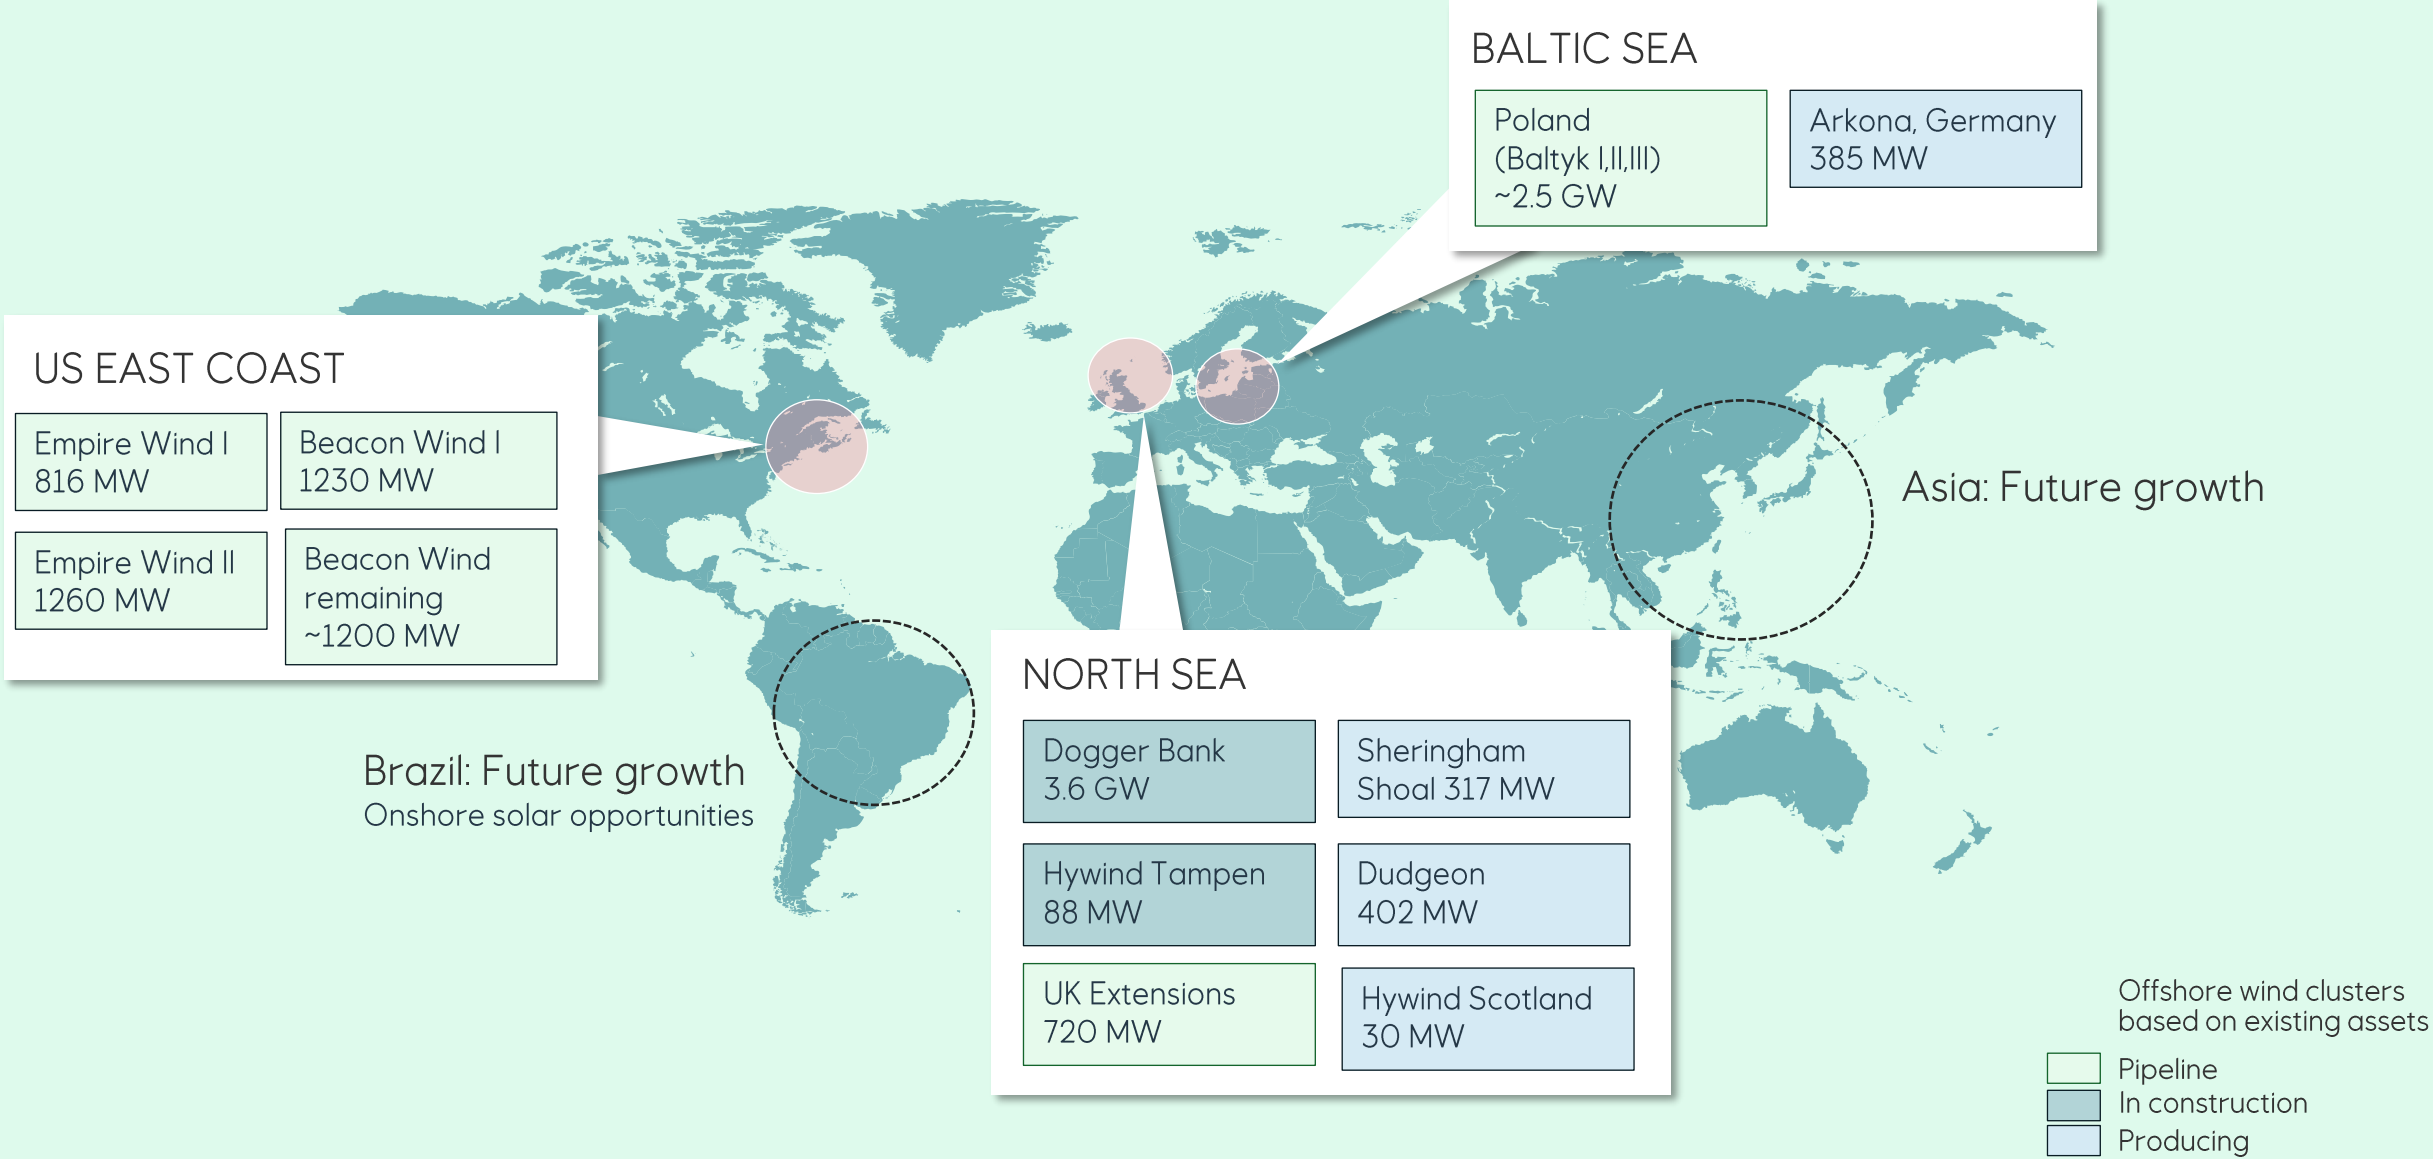 BALTIC SEA
Poland
(Baltyk I,II,III)
~2.5 GW
Arkona, Germany
385 MW
US EAST COAST
Empire Wind I
816 MW
Beacon Wind I
1230 MW
Empire Wind II
1260 MW
Beacon Wind
remaining
~1200 MW
Asia: Future growth
Brazil: Future growth
Onshore solar opportunities
NORTH SEA
Dogger Bank
3.6 GW
Sheringham
Shoal 317 MW
Hywind Tampen
88 MW
Dudgeon
402 MW
UK Extensions
720 MW
Hywind Scotland
30 MW
Offshore wind clusters
based on existing assets
Pipeline
In construction
Producing